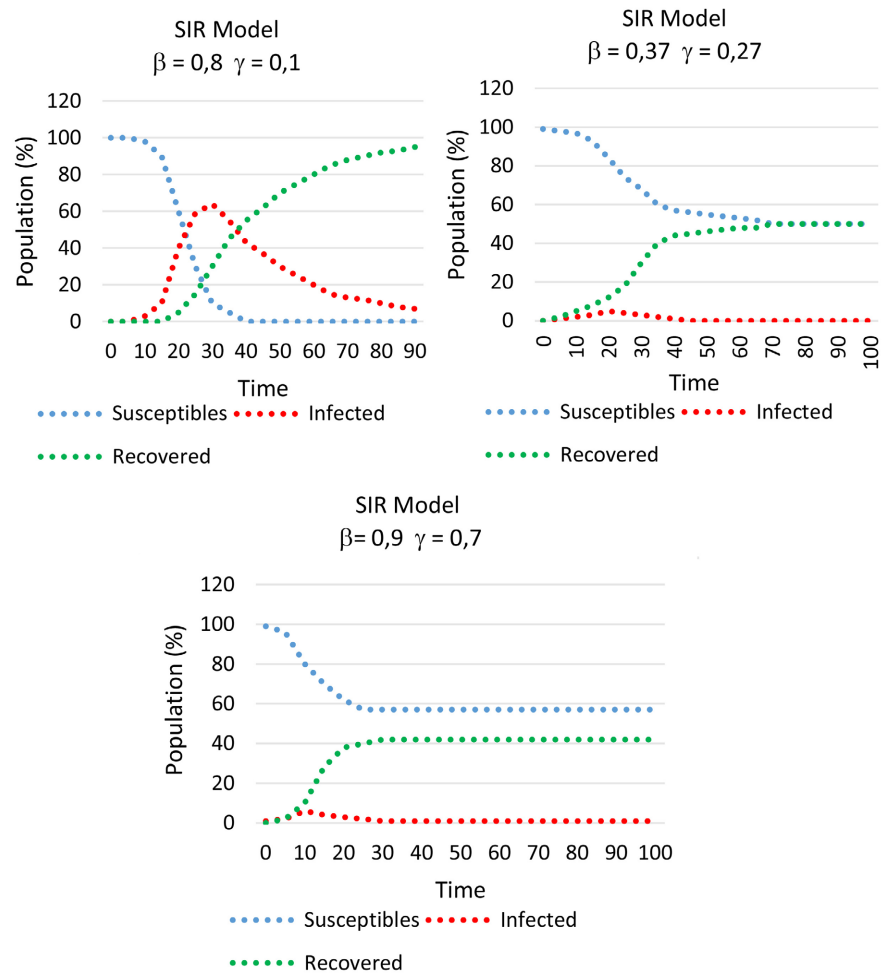 SIR Model
β = 0,8 γ = 0,1
120
100
80
60
40
20
0
Population (%)
0 10 20 30 40 50 60 70 80 90
Time
Susceptibles Infected
Recovered
SIR Model
β = 0,37 γ = 0,27
120
100
80
60
40
20
0
Population (%)
0 10 20 30 40 50 60 70 80 90 100
Time
Susceptibles Infected
Recovered
SIR Model
β= 0,9 γ = 0,7
120
100
80
60
40
20
0
Population (%)
0 10 20 30 40 50 60 70 80 90 100
Time
Susceptibles Infected
Recovered